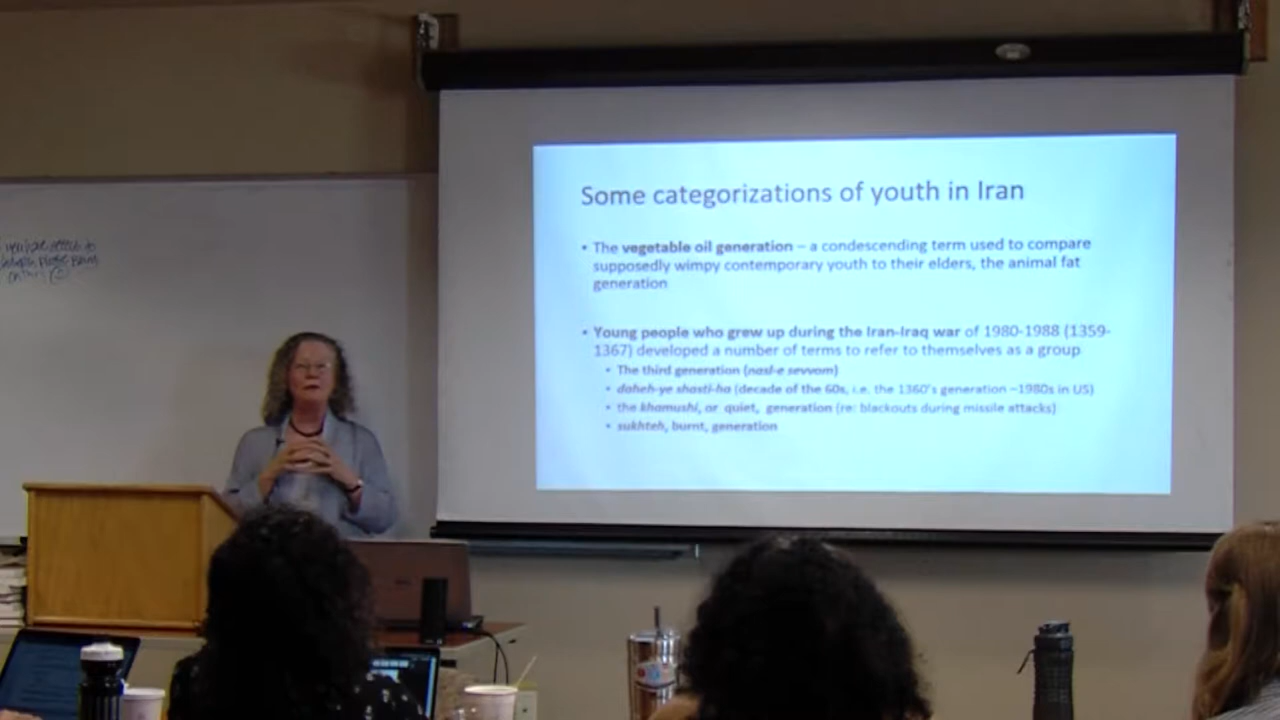 Some categorizations of youth in Iran
• The vegetable oil generation – a condescending term used to compare
supposedly wimpy contemporary youth to their elders, the animal fat
generation
• Young people who grew up during the Iran-Iraq war of 1980-1988 (1359-
1367) developed a number of terms to refer to themselves as a group
• The third generation (nasl-e sevvom)
• daheh-ye shasti-ha (decade of the 60s, i.e. the 1360's generation –1980s in US)
• the khamushi, or quiet, generation (re: blackouts during missile attacks)
• sukhteh, burnt, generation